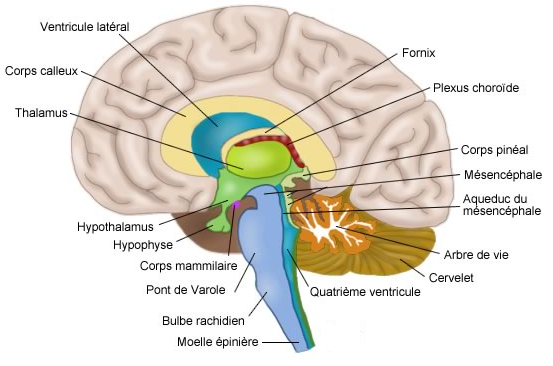 Ventricule latéral
Corps calleux
Thalamus
Fornix
Plexus choroïde
Corps pinéal
Mésencéphale
Aqueduc du
mésencéphale
Hypothalamus
Hypophyse
Corps mammilaire
Pont de Varole
Bulbe rachidien
Moelle épinière
Quatrième ventricule
Arbre de vie
Cervelet